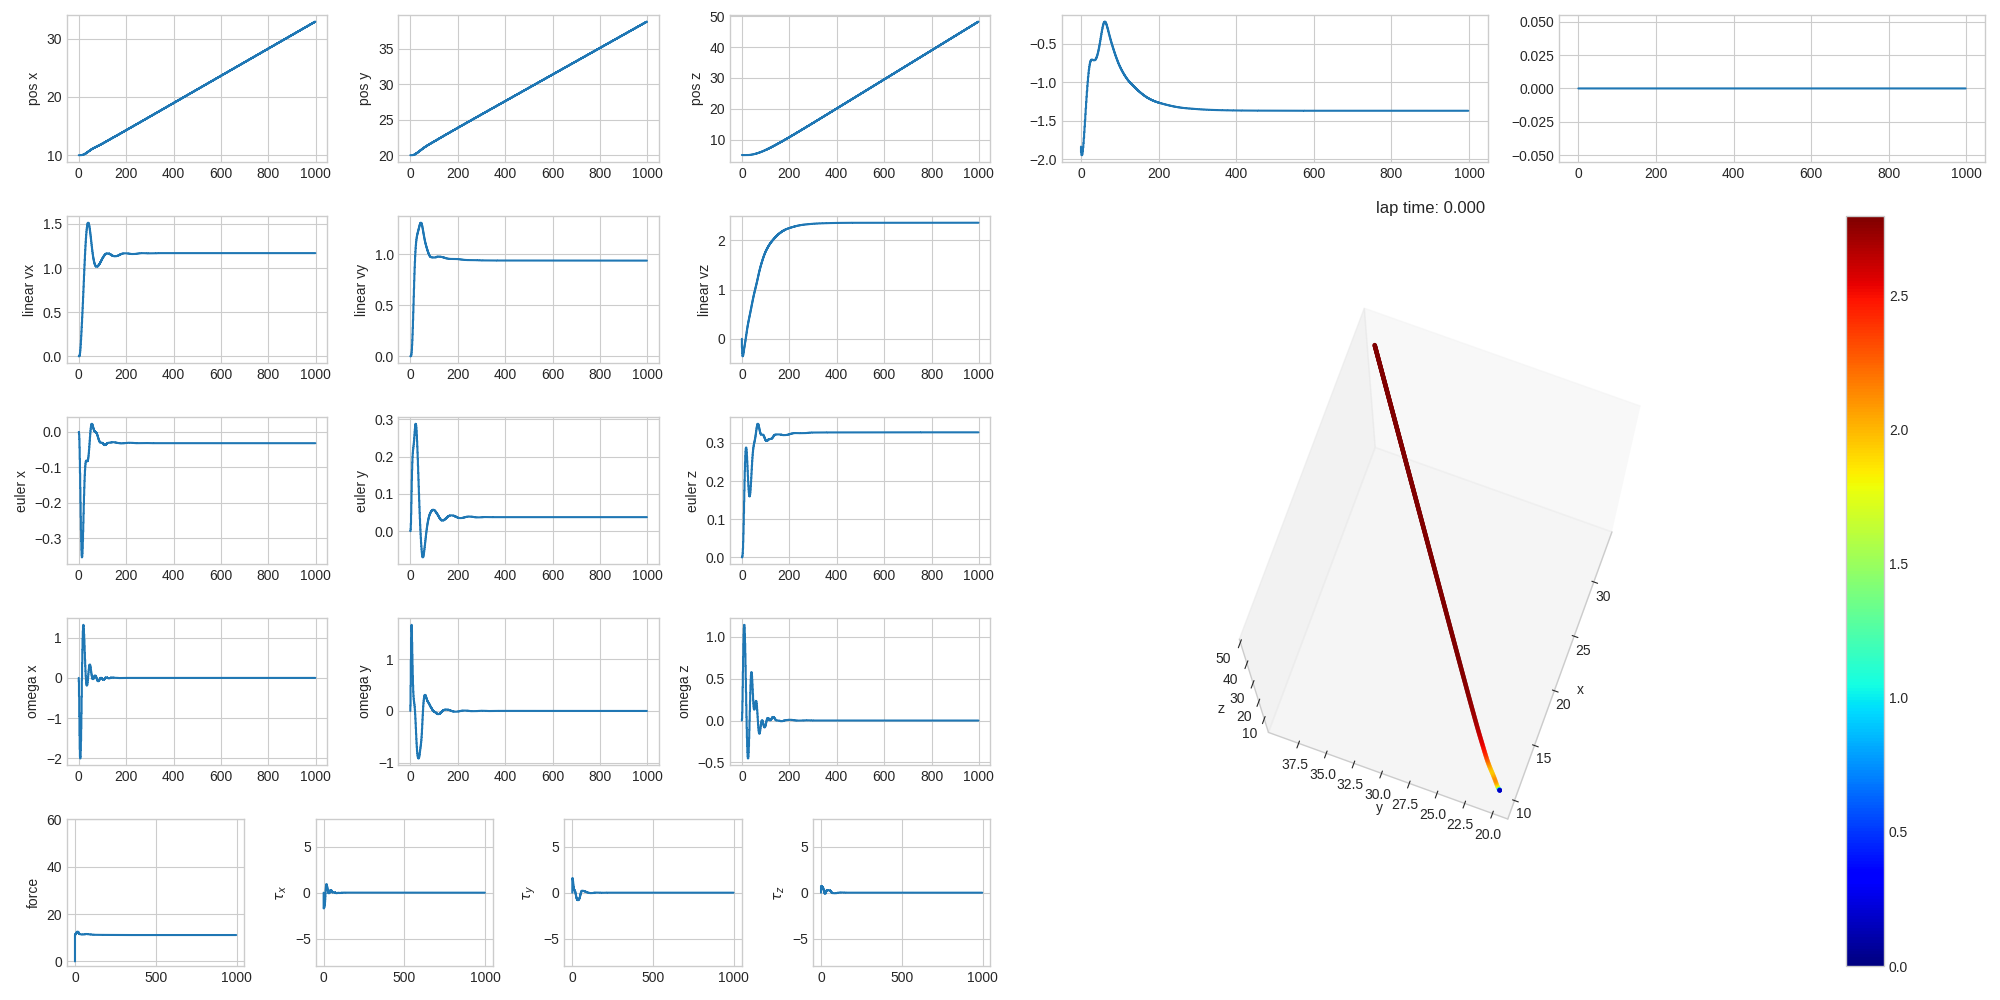 pos x
30
20
10
0 200 400 600 800 1000
pos y
35
30
25
20
0 200 400 600 800 1000
pos z
50
40
30
20
10
0 200 400 600 800 1000
−0.5
−1.0
−1.5
−2.0
0 200 400 600 800 1000
0.050
0.025
0.000
−0.025
−0.050
0 200 400 600 800 1000
linear vx
1.5
1.0
0.5
0.0
0 200 400 600 800 1000
linear vy
1.0
0.5
0.0
0 200 400 600 800 1000
linear vz
2
1
0
0 200 400 600 800 1000
euler x
0.0
−0.1
−0.2
−0.3
0 200 400 600 800 1000
euler y
0.3
0.2
0.1
0.0
0 200 400 600 800 1000
euler z
0.3
0.2
0.1
0.0
0 200 400 600 800 1000
omega x
1
0
−1
−2
0 200 400 600 800 1000
omega y
1
0
−1
0 200 400 600 800 1000
omega z
1.0
0.5
0.0
−0.5
0 200 400 600 800 1000
force
60
40
20
0
0 500 1000
τx
5
0
−5
0 500 1000
τy
5
0
−5
0 500 1000
τz
5
0
−5
0 500 1000
lap time: 0.000
50
40
30
20
10
z
37.5
35.0
32.5
30.0
27.5
25.0
22.5
20.0
y
30
25
20
15
10
x
2.5
2.0
1.5
1.0
0.5
0.0